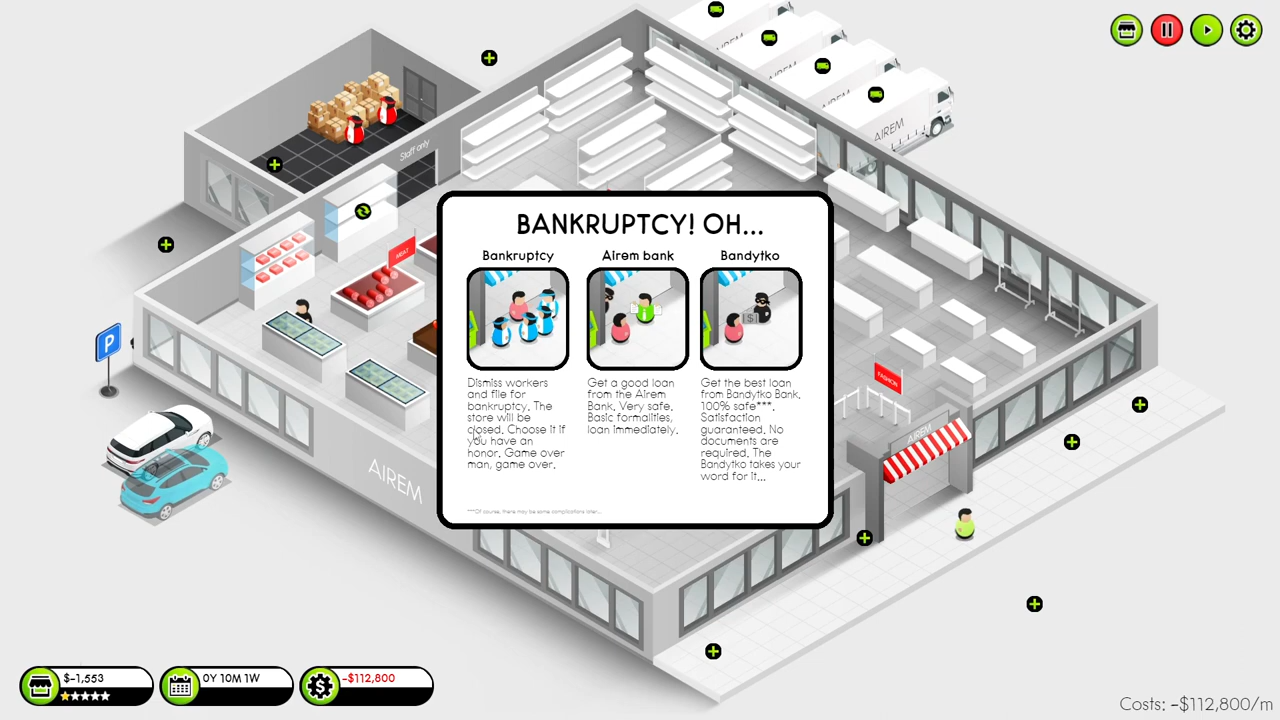 AIREM
Staff only
MEAT
BANKRUPTCY! OH...
Bankruptcy
Airem bank
Bandytko
Dismiss workers
and file for
bankruptcy. The
store will be
closed. Choose it if
you have an
honor. Game over
man, game over.
Get a good loan
from the Airem
Bank. Very safe.
Basic formalities,
loan immediately.
$
Get the best loan
from Bandytko Bank.
100% safe***.
Satisfaction
guaranteed. No
documents are
required. The
Bandytko takes your
word for it...
***Of course, there may be some complications later...
P
FASHION
AIREM
AIREM
$-1,553
0Y 10M 1W
-$112,800
Costs: -$112,800/m